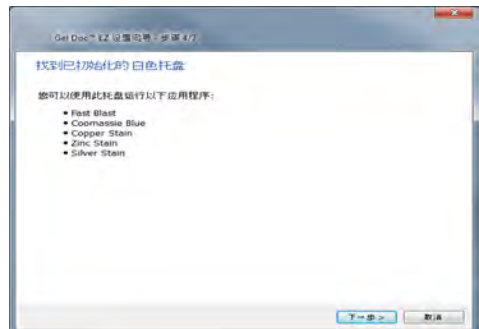 Gel Doc™ EZ 设置向导 - 步骤 4/7
找到已初始化的 白色托盘
您可以使用此托盘运行以下应用程序:
• Fast Blast
• Coomassie Blue
• Copper Stain
• Zinc Stain
• Silver Stain
下一步 >
取消